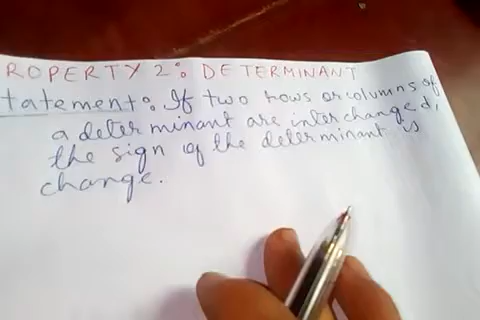 ROPERTY 2: DETERMINANT
tatement: If two rows or columns of
a determinant are interchanged,
the sign of the determinant is
change.